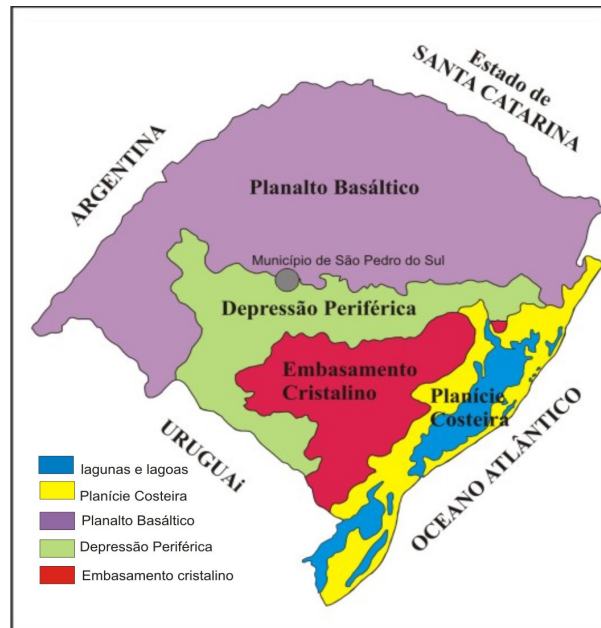 Estado de
SANTA CATARINA
ARGENTINA
Planalto Basáltico
Município de São Pedro do Sul
Depressão Periférica
Embasamento
Cristalino
Planície
Costeira
URUGUAi
OCEANO ATLÂNTICO
lagunas e lagoas
Planície Costeira
Planalto Basáltico
Depressão Periférica
Embasamento cristalino